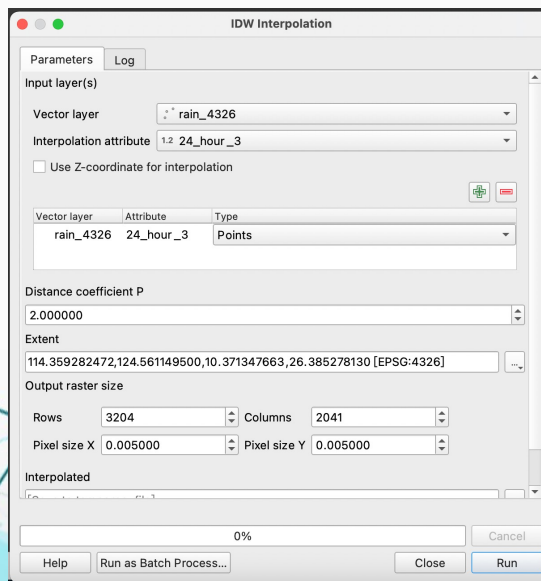 IDW Interpolation
Parameters Log
Input layer(s)
Vector layer rain_4326
Interpolation attribute 1.2 24_hour_3
Use Z-coordinate for interpolation
Vector layer Attribute Type
rain_4326 24_hour_3 Points
Distance coefficient P
2.000000
Extent
114.359282472,124.561149500,10.371347663,26.385278130 [EPSG:4326]
...
Output raster size
Rows 3204 Columns 2041
Pixel size X 0.005000 Pixel size Y 0.005000
Interpolated
0% Cancel
Help Run as Batch Process... Close Run